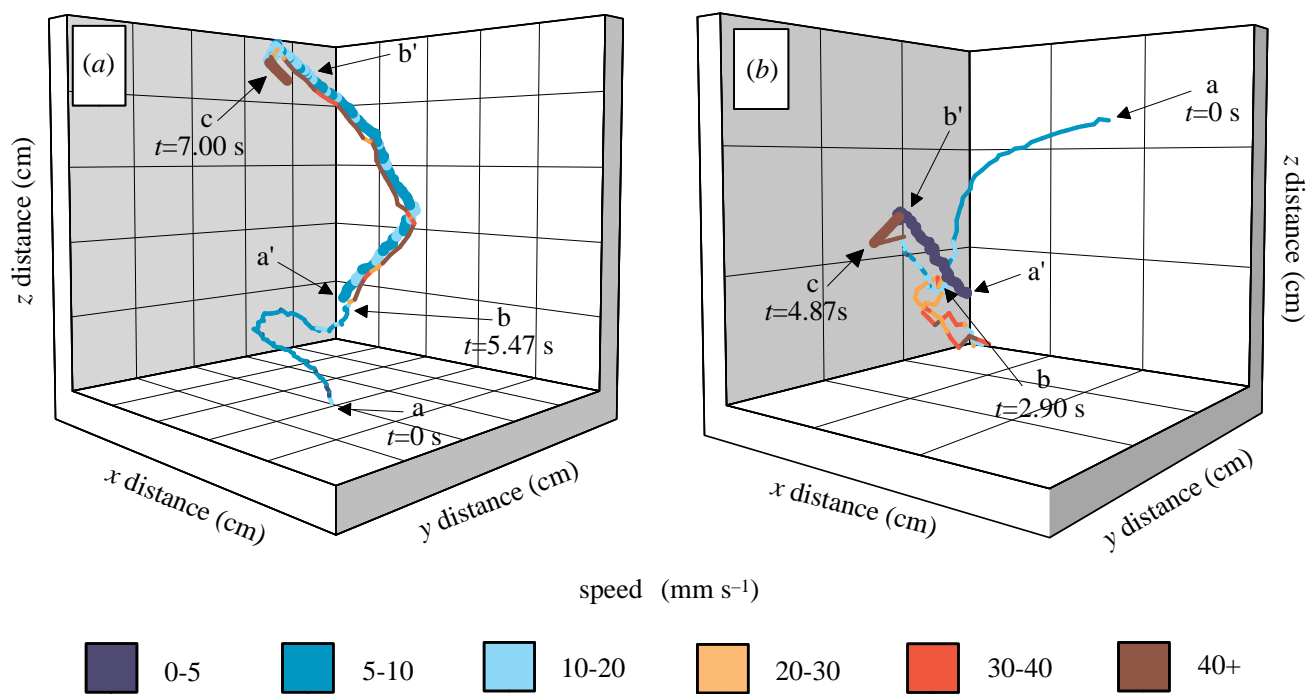 (a)
b'
c
t=7.00 s
a'
b
t=5.47 s
a
t=0 s
z distance (cm)
x distance (cm)
y distance (cm)
(b)
a
t=0 s
b'
c
t=4.87s
a'
b
t=2.90 s
z distance (cm)
x distance (cm)
y distance (cm)
speed (mm s⁻¹)
0-5
5-10
10-20
20-30
30-40
40+